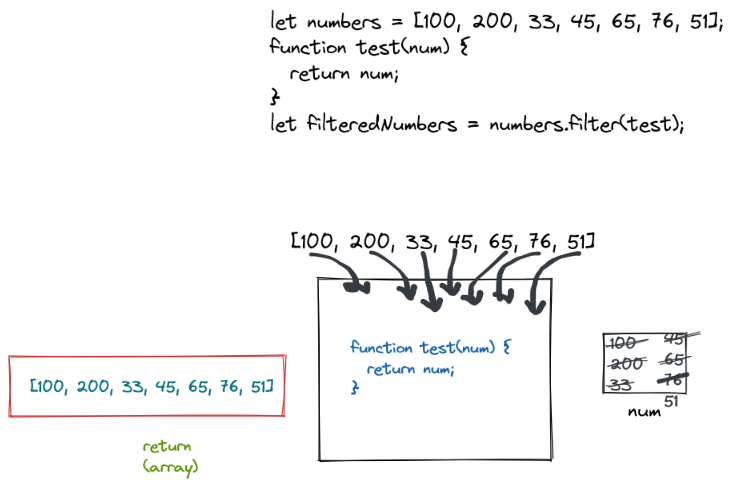 let numbers = [100, 200, 33, 45, 65, 76, 51];
function test(num) {
return num;
}
let filteredNumbers = numbers.filter(test);
[100, 200, 33, 45, 65, 76, 51]
function test(num) {
return num;
}
[100, 200, 33, 45, 65, 76, 51]
return
(array)
100 45
200 65
33 76
51
num